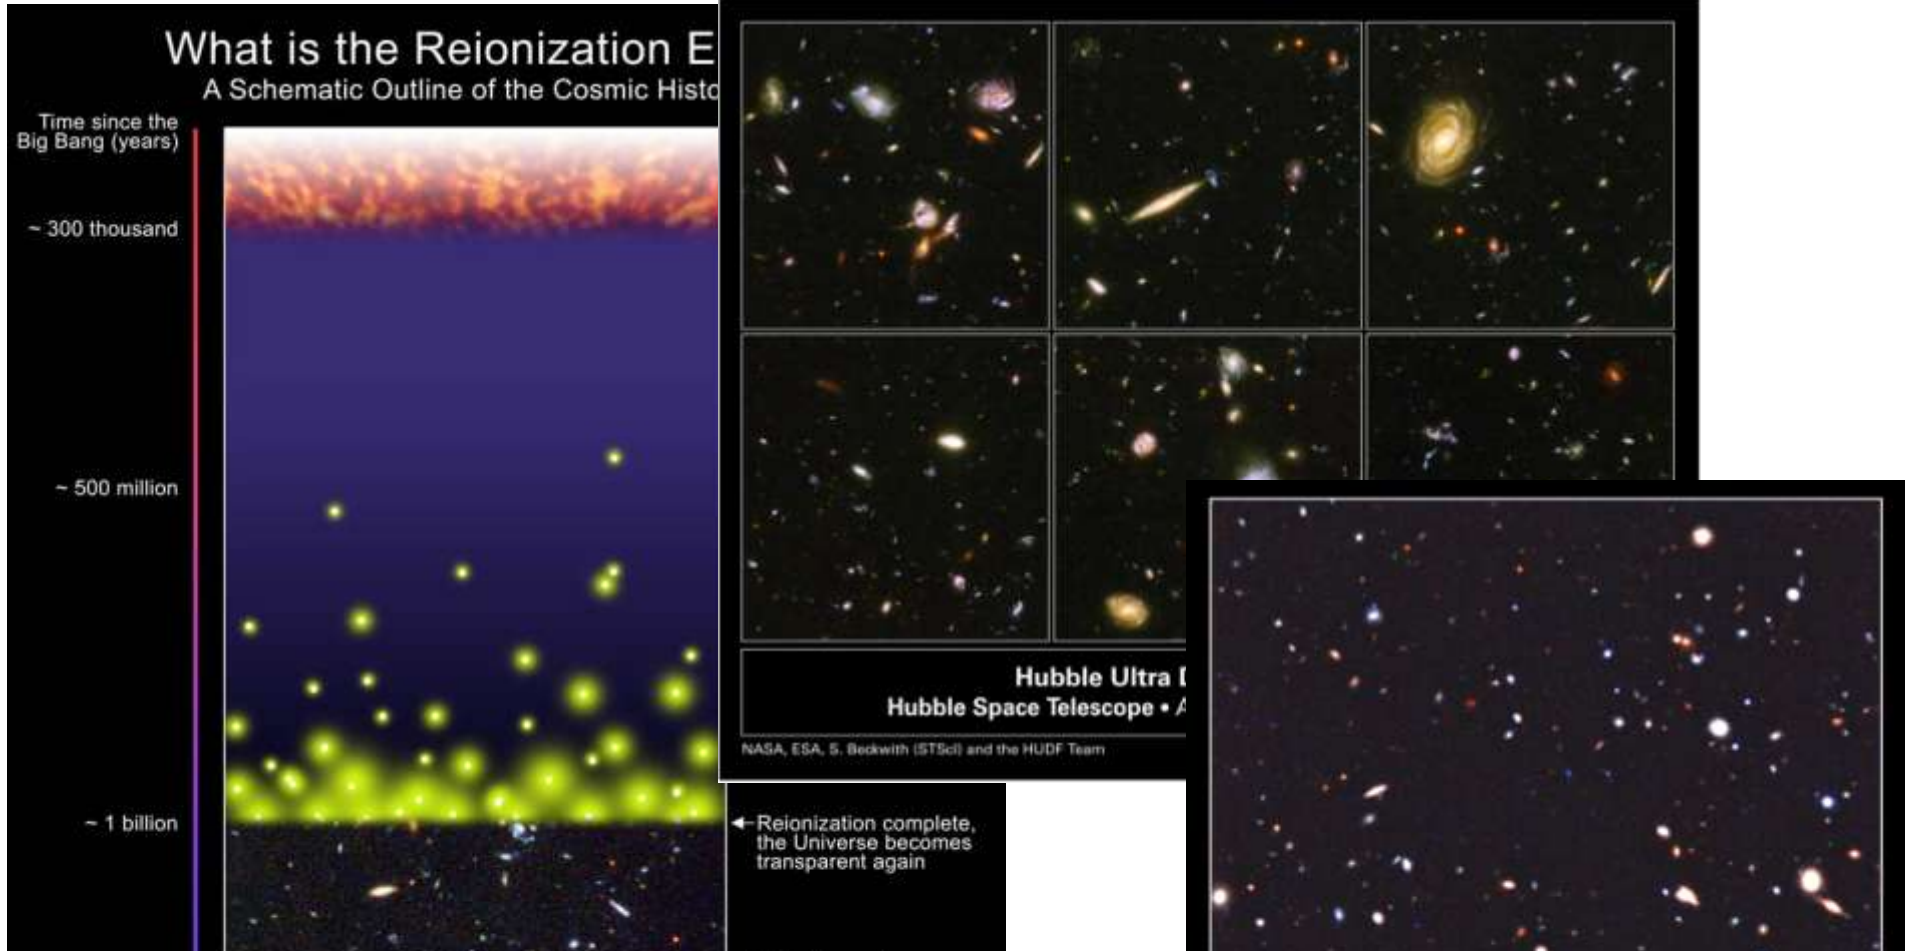 What is the Reionization E
A Schematic Outline of the Cosmic Histo
Time since the
Big Bang (years)
~ 300 thousand
~ 500 million
~ 1 billion
Reionization complete,
the Universe becomes
transparent again
Hubble Ultra D
Hubble Space Telescope • A
NASA, ESA, S. Beckwith (STScI) and the HUDF Team